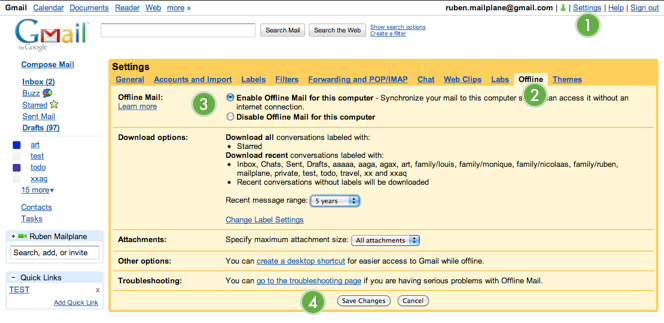 Gmail Calendar Documents Reader Web more » ruben.mailplane@gmail.com | | Settings | Help | Sign out
1
Gmail
by Google
Search Mail Search the Web Show search options
Create a filter
Compose Mail
Inbox (2)
Buzz
Starred
Sent Mail
Drafts (97)
art
test
todo
xxaq
15 more▾
Contacts
Tasks
+ Ruben Mailplane
Search, add, or invite
– Quick Links
TEST x
Add Quick Link
Settings
General Accounts and Import Labels Filters Forwarding and POP/IMAP Chat Web Clips Labs Offline Themes
2
Offline Mail:
Learn more
3
Enable Offline Mail for this computer - Synchronize your mail to this computer s can access it without an
internet connection.
Disable Offline Mail for this computer
Download options:
Download all conversations labeled with:
• Starred
Download recent conversations labeled with:
• Inbox, Chats, Sent, Drafts, aaaaa, aaga, agax, art, family/louis, family/monique, family/nicolaas, family/ruben,
mailplane, private, test, todo, travel, xx and xxaq
• Recent conversations without labels will be downloaded
Recent message range: 5 years
Change Label Settings
Attachments: Specify maximum attachment size: All attachments
Other options: You can create a desktop shortcut for easier access to Gmail while offline.
Troubleshooting: You can go to the troubleshooting page if you are having serious problems with Offline Mail.
4
Save Changes Cancel